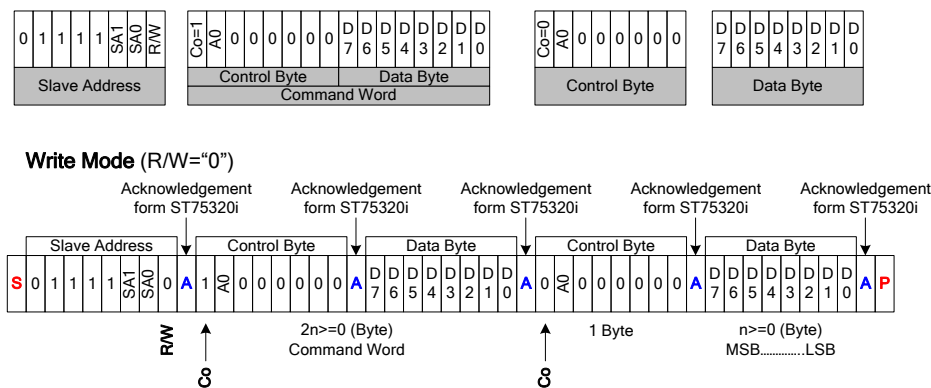 0 1 1 1 1 SA1 SA0 R/W
Slave Address
Co=1 A0 0 0 0 0 0 0 D7 D6 D5 D4 D3 D2 D1 D0
Control Byte Data Byte
Command Word
Co=0 A0 0 0 0 0 0 0
Control Byte
D7 D6 D5 D4 D3 D2 D1 D0
Data Byte
Write Mode (R/W=“0”)
Acknowledgement
form ST75320i
Acknowledgement
form ST75320i
Acknowledgement
form ST75320i
Acknowledgement
form ST75320i
Acknowledgement
form ST75320i
Slave Address Control Byte Data Byte Control Byte Data Byte
S 0 1 1 1 1 SA1 SA0 0 A 1 A0 0 0 0 0 0 0 A D7 D6 D5 D4 D3 D2 D1 D0 A 0 A0 0 0 0 0 0 0 A D7 D6 D5 D4 D3 D2 D1 D0 A P
R/W
Co
2n>=0 (Byte)
Command Word
Co
1 Byte
n>=0 (Byte)
MSB..............LSB